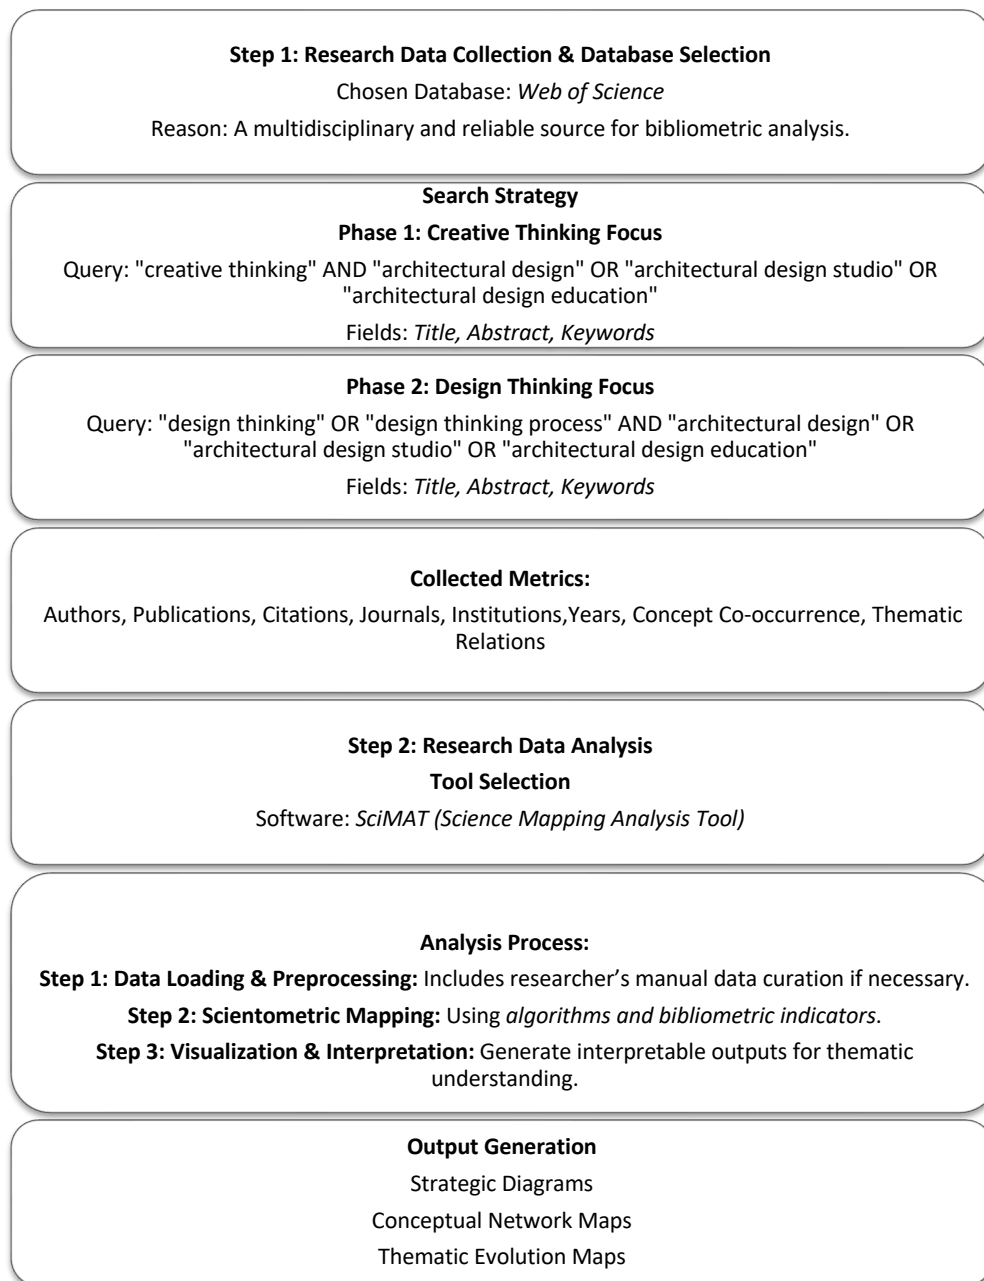 Step 1: Research Data Collection & Database Selection
Chosen Database: Web of Science
Reason: A multidisciplinary and reliable source for bibliometric analysis.
Search Strategy
Phase 1: Creative Thinking Focus
Query: "creative thinking" AND "architectural design" OR "architectural design studio" OR
"architectural design education"
Fields: Title, Abstract, Keywords
Phase 2: Design Thinking Focus
Query: "design thinking" OR "design thinking process" AND "architectural design" OR
"architectural design studio" OR "architectural design education"
Fields: Title, Abstract, Keywords
Collected Metrics:
Authors, Publications, Citations, Journals, Institutions,Years, Concept Co-occurrence, Thematic
Relations
Step 2: Research Data Analysis
Tool Selection
Software: SciMAT (Science Mapping Analysis Tool)
Analysis Process:
Step 1: Data Loading & Preprocessing: Includes researcher’s manual data curation if necessary.
Step 2: Scientometric Mapping: Using algorithms and bibliometric indicators.
Step 3: Visualization & Interpretation: Generate interpretable outputs for thematic
understanding.
Output Generation
Strategic Diagrams
Conceptual Network Maps
Thematic Evolution Maps